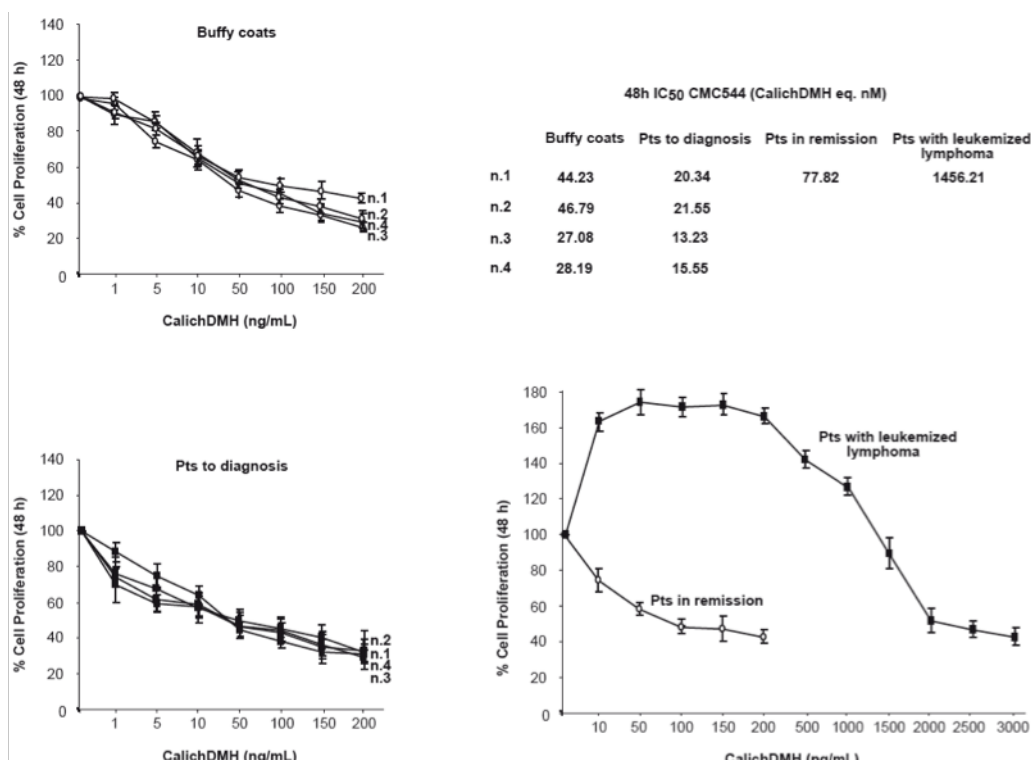 Buffy coats
140
120
100
80
60
40
20
0
% Cell Proliferation (48 h)
n.1
n.2
n.4
n.3
1 5 10 50 100 150 200
CalichDMH (ng/mL)
48h IC50 CMC544 (CalichDMH eq. nM)
Buffy coats Pts to diagnosis Pts in remission Pts with leukemized
lymphoma
n.1 44.23 20.34 77.82 1456.21
n.2 46.79 21.55
n.3 27.08 13.23
n.4 28.19 15.55
Pts to diagnosis
140
120
100
80
60
40
20
0
% Cell Proliferation (48 h)
n.2
n.1
n.4
n.3
1 5 10 50 100 150 200
CalichDMH (ng/mL)
180
160
140
120
100
80
60
40
20
0
% Cell Proliferation (48 h)
Pts with leukemized
lymphoma
Pts in remission
10 50 100 150 200 500 1000 1500 2000 2500 3000
CalichDMH (ng/mL)